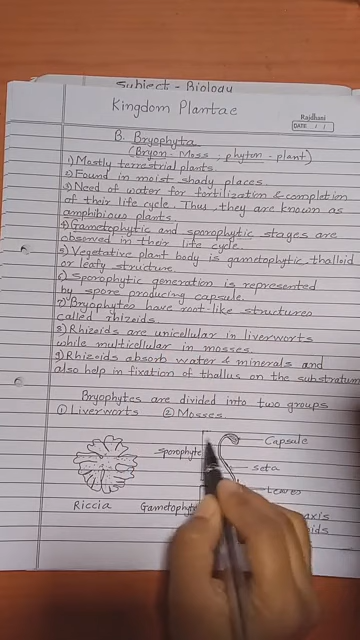 Subject - Biology
Kingdom Plantae
Rajdhani
DATE / /
B. Bryophyta
(Bryon - Moss, phyton - plant)
1) Mostly terrestrial plants.
2) Found in moist shady places.
3) Need of water for fertilization & completion
of their life cycle. Thus, they are known as
amphibious plants.
4) Gametophytic and sporophytic stages are
observed in their life cycle.
5) Vegetative plant body is gametophytic, thalloid
or leafy structure.
6) Sporophytic generation is represented
by spore producing capsule.
7) Bryophytes have root-like structures
called rhizoids.
8) Rhizoids are unicellular in liverworts
while multicellular in mosses.
9) Rhizoids absorb water & minerals and
also help in fixation of thallus on the substratum
Bryophytes are divided into two groups
① Liverworts ② Mosses
Capsule
Sporophyte
Seta
Leaves
Riccia
axis